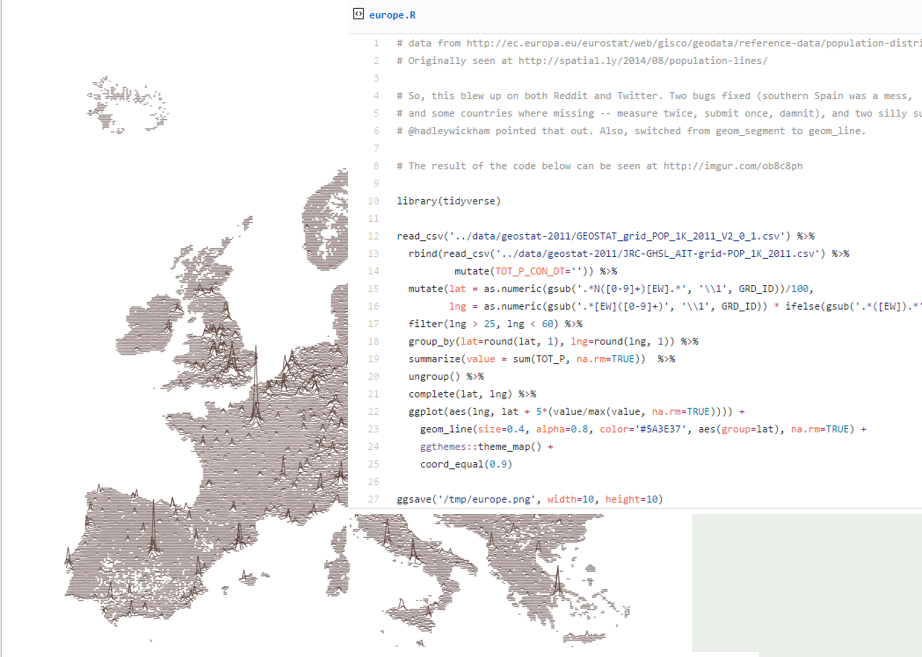 europe.R
1 # data from http://ec.europa.eu/eurostat/web/gisco/geodata/reference-data/population-distri
2 # Originally seen at http://spatial.ly/2014/08/population-lines/
3
4 # So, this blew up on both Reddit and Twitter. Two bugs fixed (southern Spain was a mess,
5 # and some countries where missing -- measure twice, submit once, damnit), and two silly su
6 # @hadleywickham pointed that out. Also, switched from geom_segment to geom_line.
7
8 # The result of the code below can be seen at http://imgur.com/ob8c8ph
9
10 library(tidyverse)
11
12 read_csv('../data/geostat-2011/GEOSTAT_grid_POP_1K_2011_V2_0_1.csv') %>%
13 rbind(read_csv('../data/geostat-2011/JRC-GHSL_AIT-grid-POP_1K_2011.csv') %>%
14 mutate(TOT_P_CON_DT='')) %>%
15 mutate(lat = as.numeric(gsub('.*N([0-9]+)[EW].*', '\\1', GRD_ID))/100,
16 lng = as.numeric(gsub('.*[EW]([0-9]+)', '\\1', GRD_ID)) * ifelse(gsub('.*([EW]).*'
17 filter(lng > 25, lng < 60) %>%
18 group_by(lat=round(lat, 1), lng=round(lng, 1)) %>%
19 summarize(value = sum(TOT_P, na.rm=TRUE)) %>%
20 ungroup() %>%
21 complete(lat, lng) %>%
22 ggplot(aes(lng, lat + 5*(value/max(value, na.rm=TRUE)))) +
23 geom_line(size=0.4, alpha=0.8, color='#5A3E37', aes(group=lat), na.rm=TRUE) +
24 ggthemes::theme_map() +
25 coord_equal(0.9)
26
27 ggsave('/tmp/europe.png', width=10, height=10)